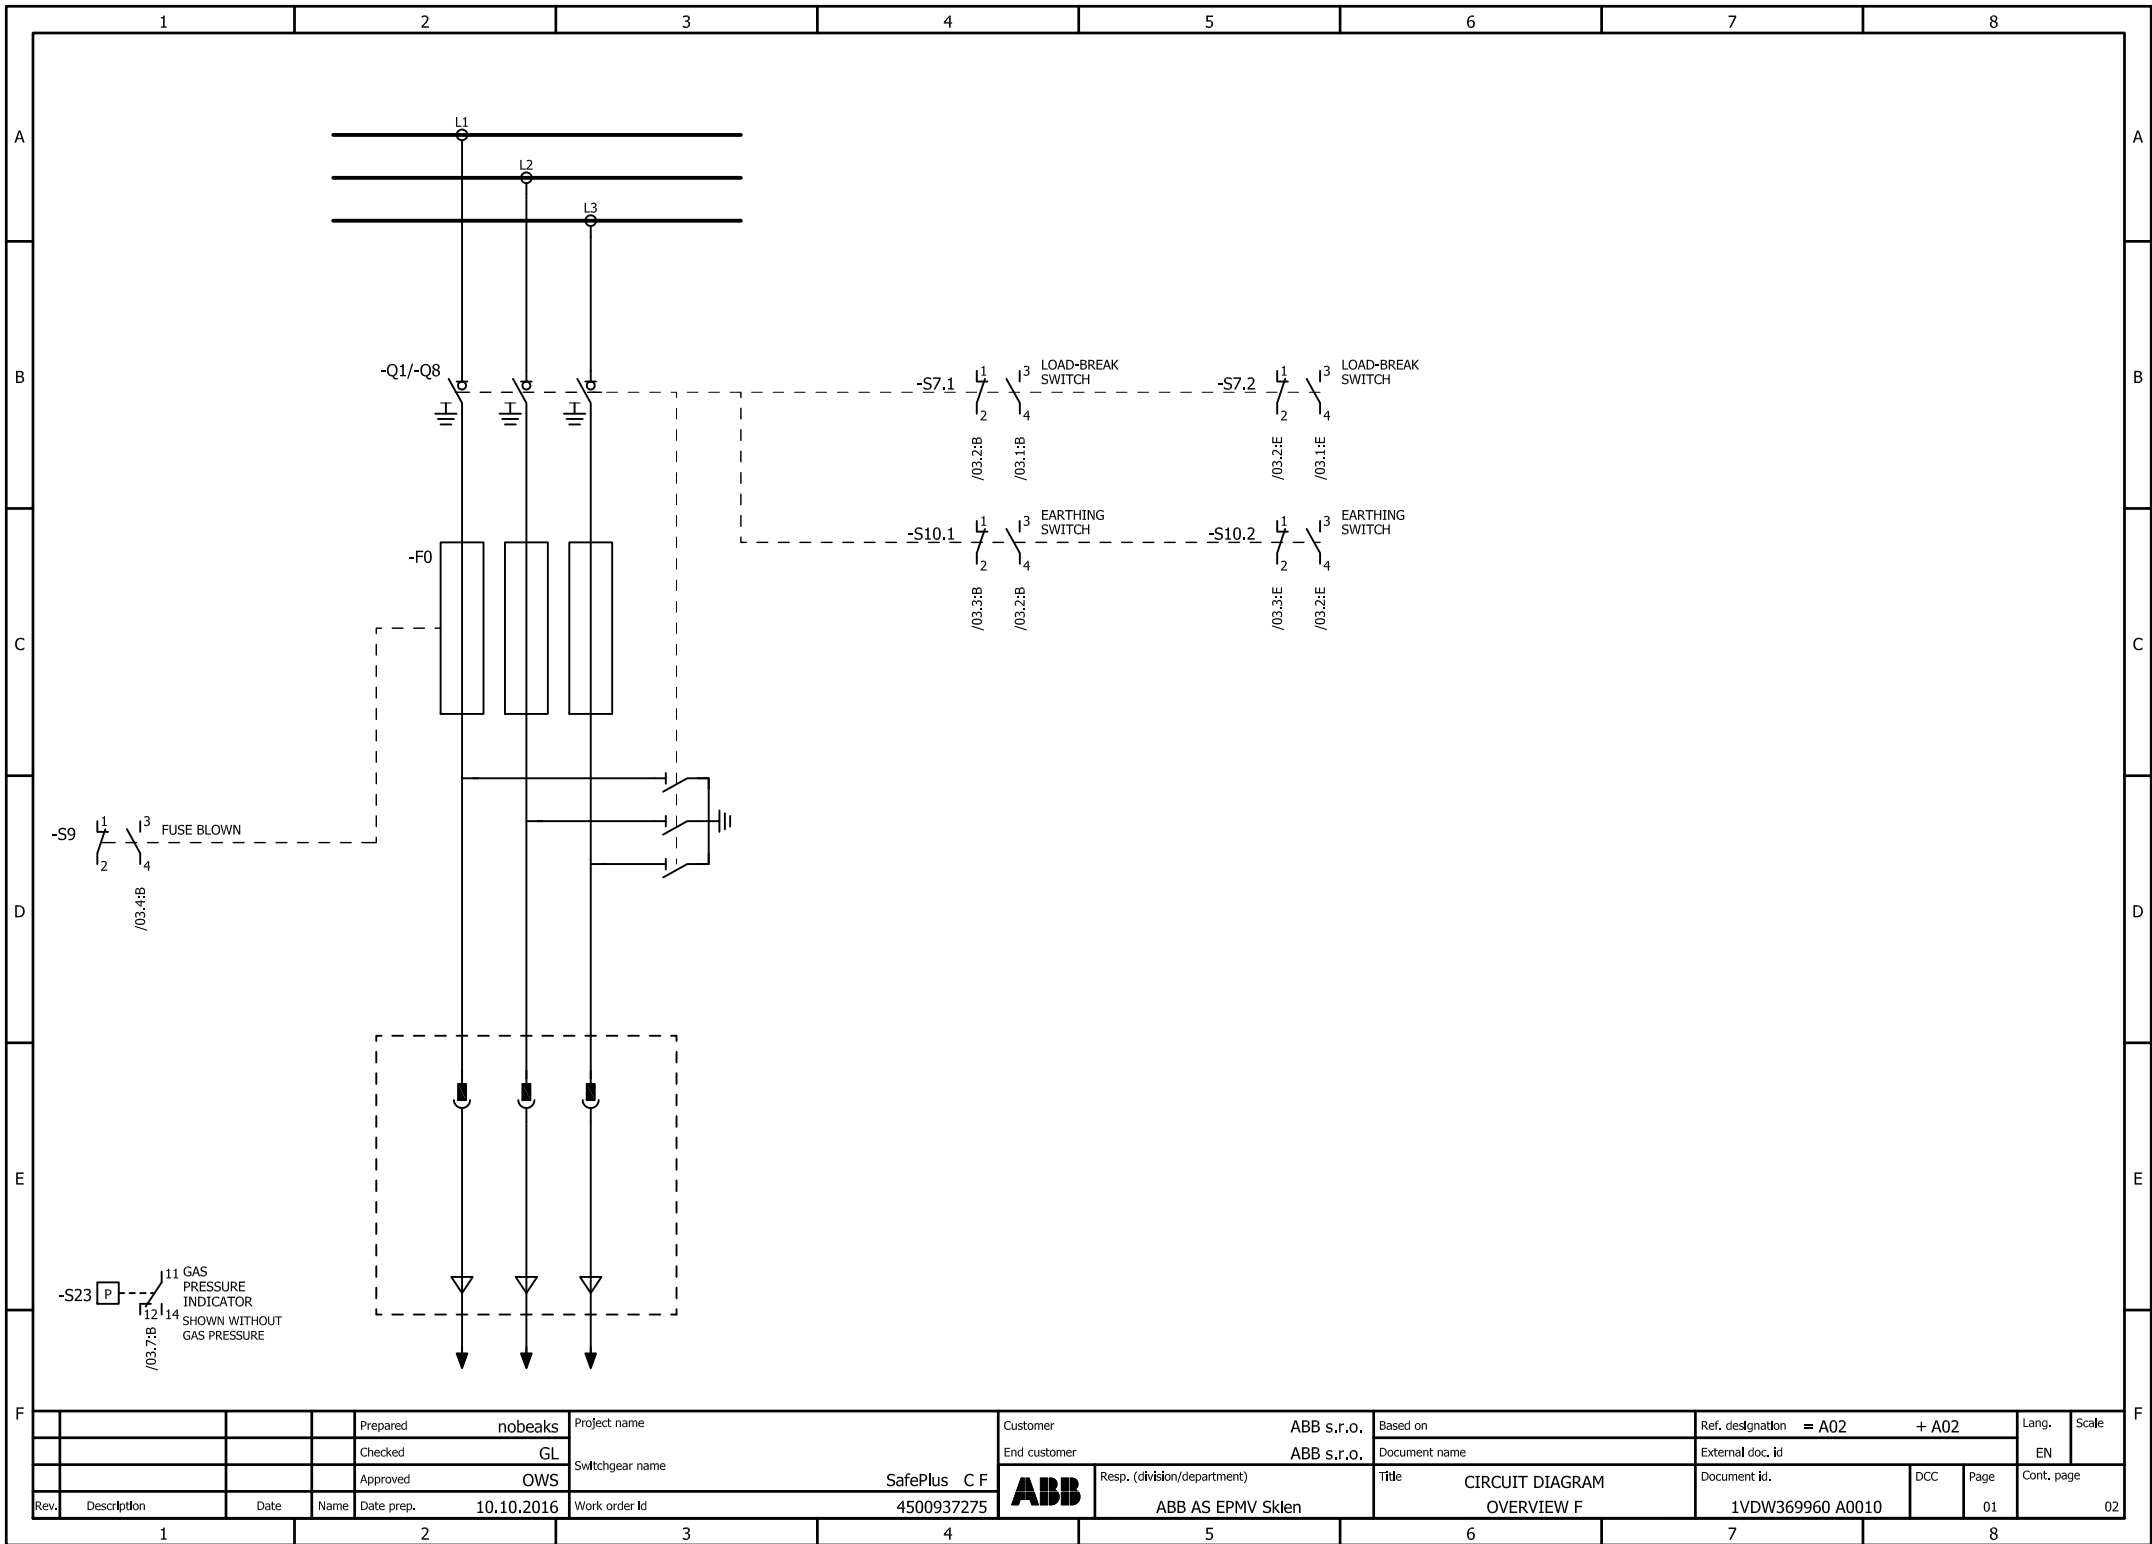 1 2 3 4 5 6 7 8
A A
L1
L2
L3
B B
-Q1/-Q8
-S7.1 1 2 3 4 LOAD-BREAK
SWITCH
/03.2:B /03.1:B
-S7.2 1 2 3 4 LOAD-BREAK
SWITCH
/03.2:E /03.1:E
-S10.1 1 2 3 4 EARTHING
SWITCH
/03.3:B /03.2:B
-S10.2 1 2 3 4 EARTHING
SWITCH
/03.3:E /03.2:E
-F0
C C
-S9 1 2 3 4 FUSE BLOWN
/03.4:B
D D
E E
-S23 P 11 12 14 GAS
PRESSURE
INDICATOR
SHOWN WITHOUT
GAS PRESSURE
/03.7:B
F F
Rev. Description Date Name
Prepared nobeaks
Checked GL
Approved OWS
Date prep. 10.10.2016
Project name
Switchgear name
SafePlus C F
Work order id 4500937275
Customer ABB s.r.o.
End customer ABB s.r.o.
ABB
Resp. (division/department)
ABB AS EPMV Skien
Based on
Document name
Title CIRCUIT DIAGRAM
OVERVIEW F
Ref. designation = A02 + A02
External doc. id
Document id.
1VDW369960 A0010
DCC
Page
01
Lang.
EN
Scale
Cont. page
02
1 2 3 4 5 6 7 8